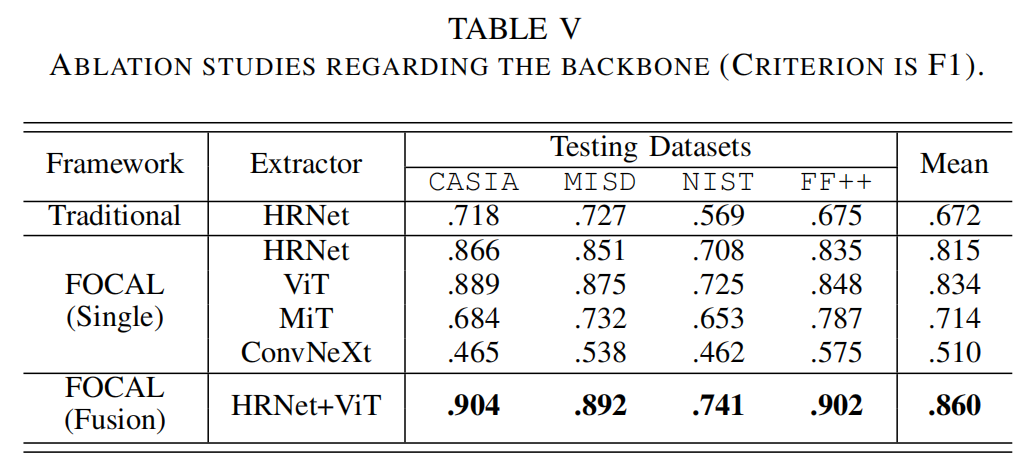 TABLE V
ABLATION STUDIES REGARDING THE BACKBONE (CRITERION IS F1).
Framework Extractor Testing Datasets Mean
CASIA MISD NIST FF++
Traditional HRNet .718 .727 .569 .675 .672
FOCAL (Single) HRNet .866 .851 .708 .835 .815
ViT .889 .875 .725 .848 .834
MiT .684 .732 .653 .787 .714
ConvNeXt .465 .538 .462 .575 .510
FOCAL (Fusion) HRNet+ViT .904 .892 .741 .902 .860